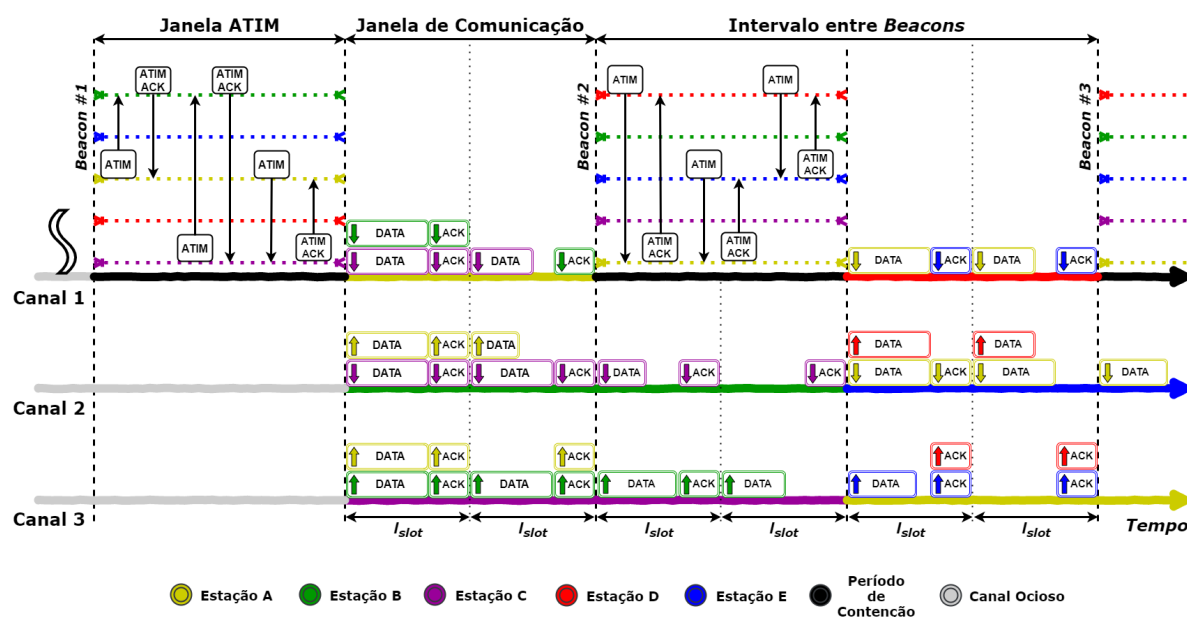 Janela ATIM
Janela de Comunicação
Intervalo entre Beacons
Beacon #1
Beacon #2
Beacon #3
ATIM ACK ATIM ACK ATIM ATIM
ATIM ATIM ATIM ATIM ACK
ATIM ATIM ACK ATIM ACK ATIM ACK
DATA ACK
DATA ACK DATA ACK DATA ACK DATA ACK
Canal 1
DATA ACK DATA DATA DATA
DATA ACK DATA ACK DATA ACK ACK DATA ACK DATA DATA
Canal 2
DATA ACK ACK ACK ACK
DATA ACK DATA ACK DATA ACK DATA DATA ACK ACK
Canal 3
Islot Islot Islot Islot Islot Islot Tempo
Estação A Estação B Estação C Estação D Estação E Período de Contenção Canal Ocioso